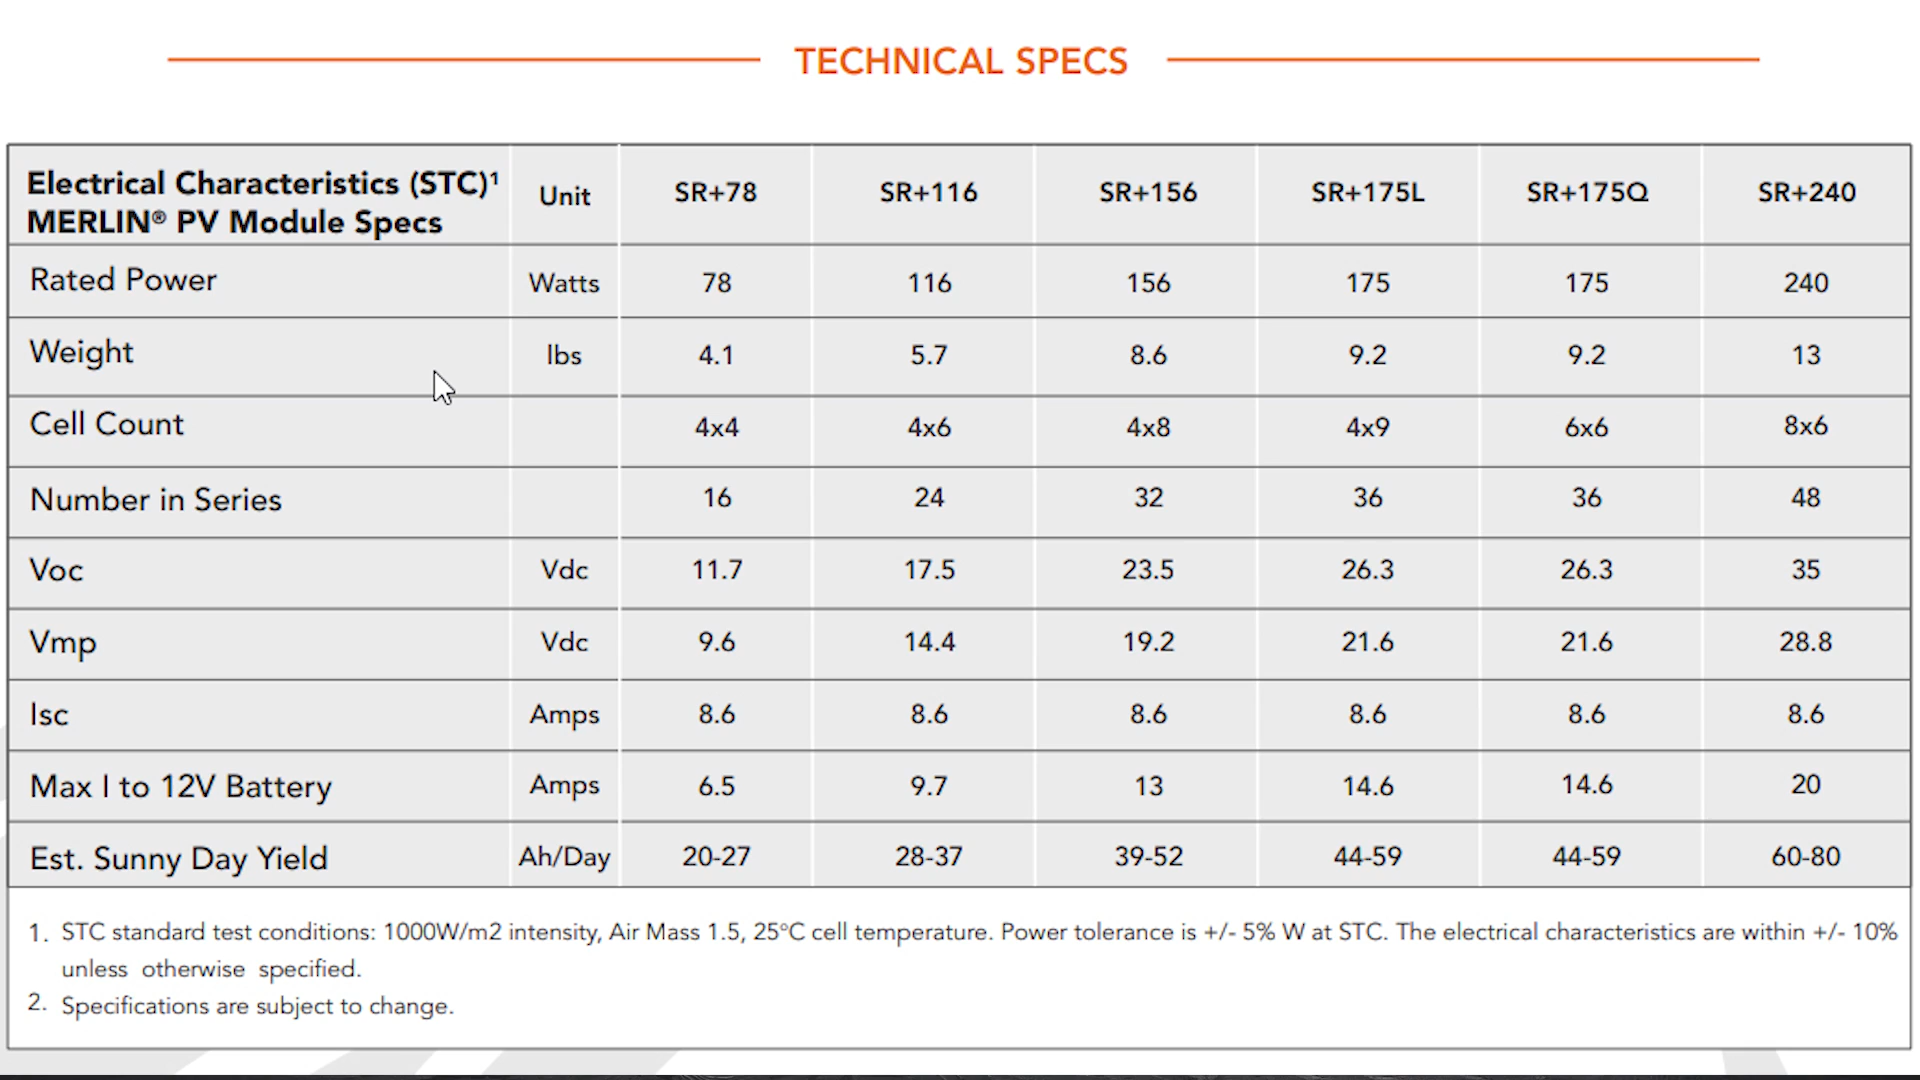 TECHNICAL SPECS
Electrical Characteristics (STC)¹ Unit SR+78 SR+116 SR+156 SR+175L SR+175Q SR+240
MERLIN® PV Module Specs
Rated Power Watts 78 116 156 175 175 240
Weight lbs 4.1 5.7 8.6 9.2 9.2 13
Cell Count 4x4 4x6 4x8 4x9 6x6 8x6
Number in Series 16 24 32 36 36 48
Voc Vdc 11.7 17.5 23.5 26.3 26.3 35
Vmp Vdc 9.6 14.4 19.2 21.6 21.6 28.8
Isc Amps 8.6 8.6 8.6 8.6 8.6 8.6
Max I to 12V Battery Amps 6.5 9.7 13 14.6 14.6 20
Est. Sunny Day Yield Ah/Day 20-27 28-37 39-52 44-59 44-59 60-80
1. STC standard test conditions: 1000W/m2 intensity, Air Mass 1.5, 25°C cell temperature. Power tolerance is +/- 5% W at STC. The electrical characteristics are within +/- 10%
unless otherwise specified.
2. Specifications are subject to change.